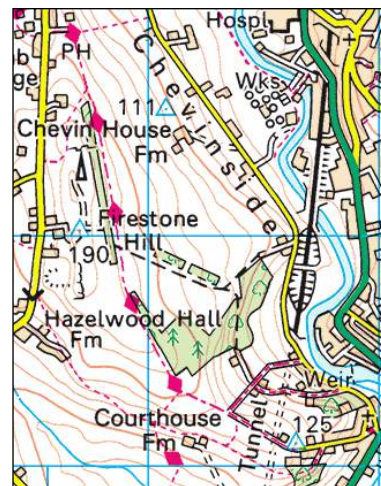 Hospl
PH
Wks
111
Chevinside
Chevin House
Fm
Firestone
Hill
190
Hazelwood Hall
Fm
Weir
Courthouse
Fm
Tunnel
125